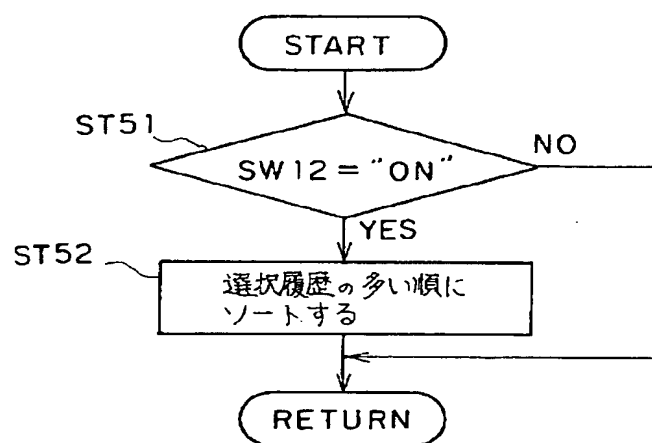 START
ST51
SW12="ON"
NO
YES
ST52
選択履歴の多い順に
ソートする
RETURN